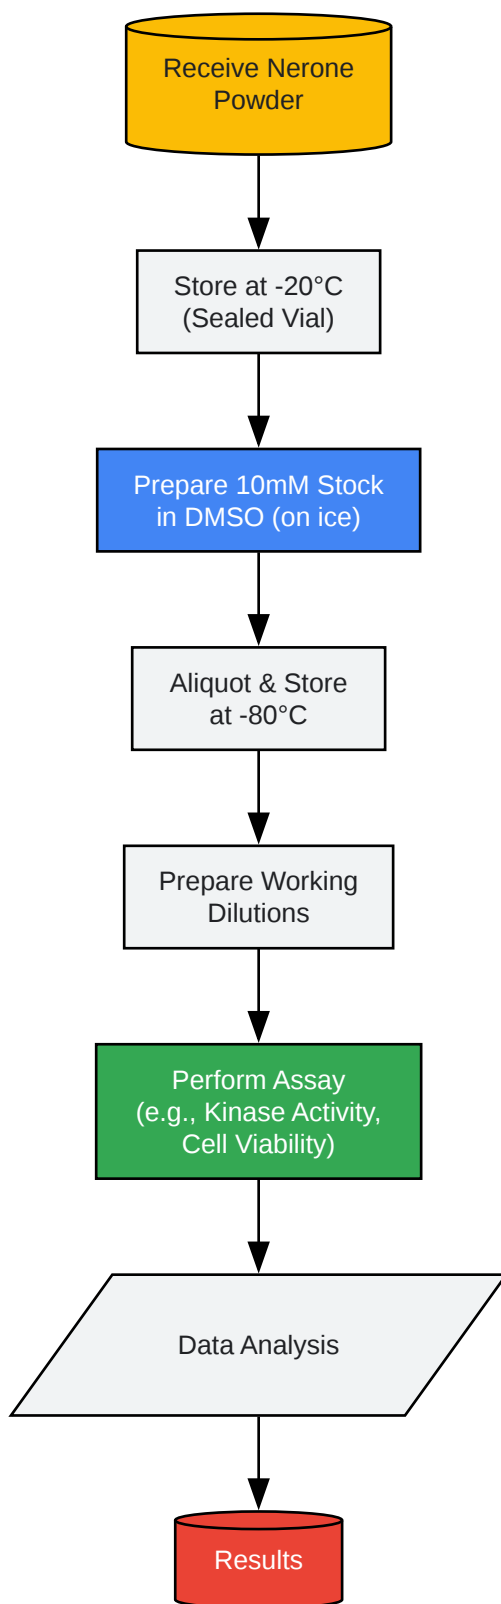 Receive Nerone
Powder
Store at -20°C
(Sealed Vial)
Prepare 10mM Stock
in DMSO (on ice)
Aliquot & Store
at -80°C
Prepare Working
Dilutions
Perform Assay
(e.g., Kinase Activity,
Cell Viability)
Data Analysis
Results